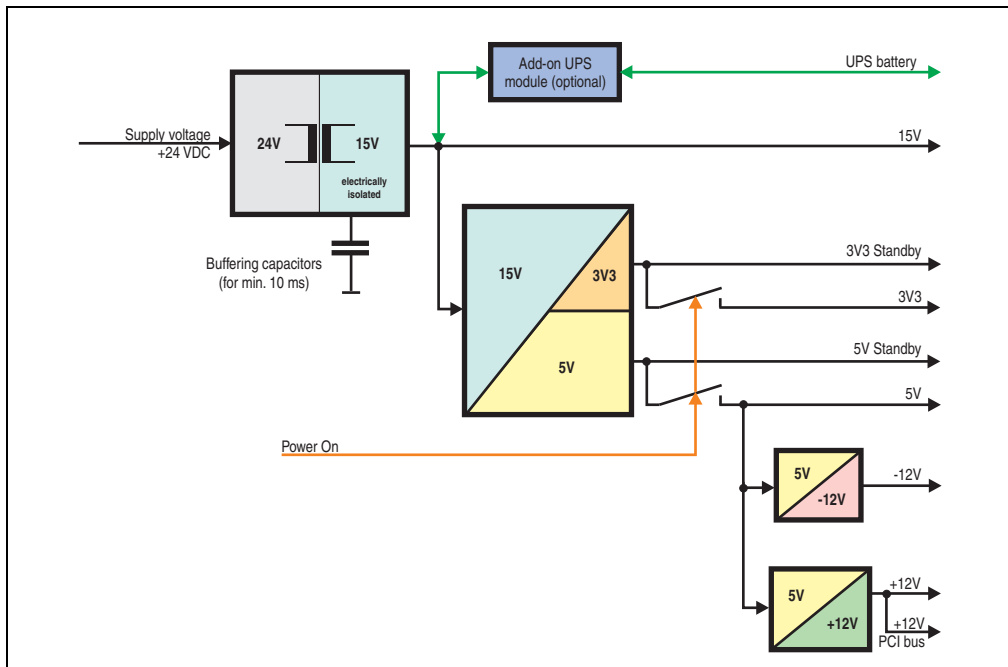 Add-on UPS
module (optional)
UPS battery
Supply voltage
+24 VDC
24V
15V
electrically
isolated
15V
Buffering capacitors
(for min. 10 ms)
15V
3V3
5V
3V3 Standby
3V3
5V Standby
5V
Power On
5V
-12V
-12V
5V
+12V
+12V
+12V
PCI bus